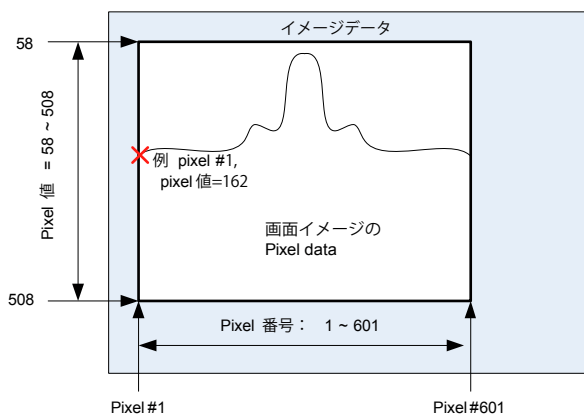 イメージデータ
58
Pixel 値 = 58 ~ 508
例 pixel #1,
pixel 値=162
画面イメージの
Pixel data
508
Pixel 番号： 1 ~ 601
Pixel #1
Pixel #601